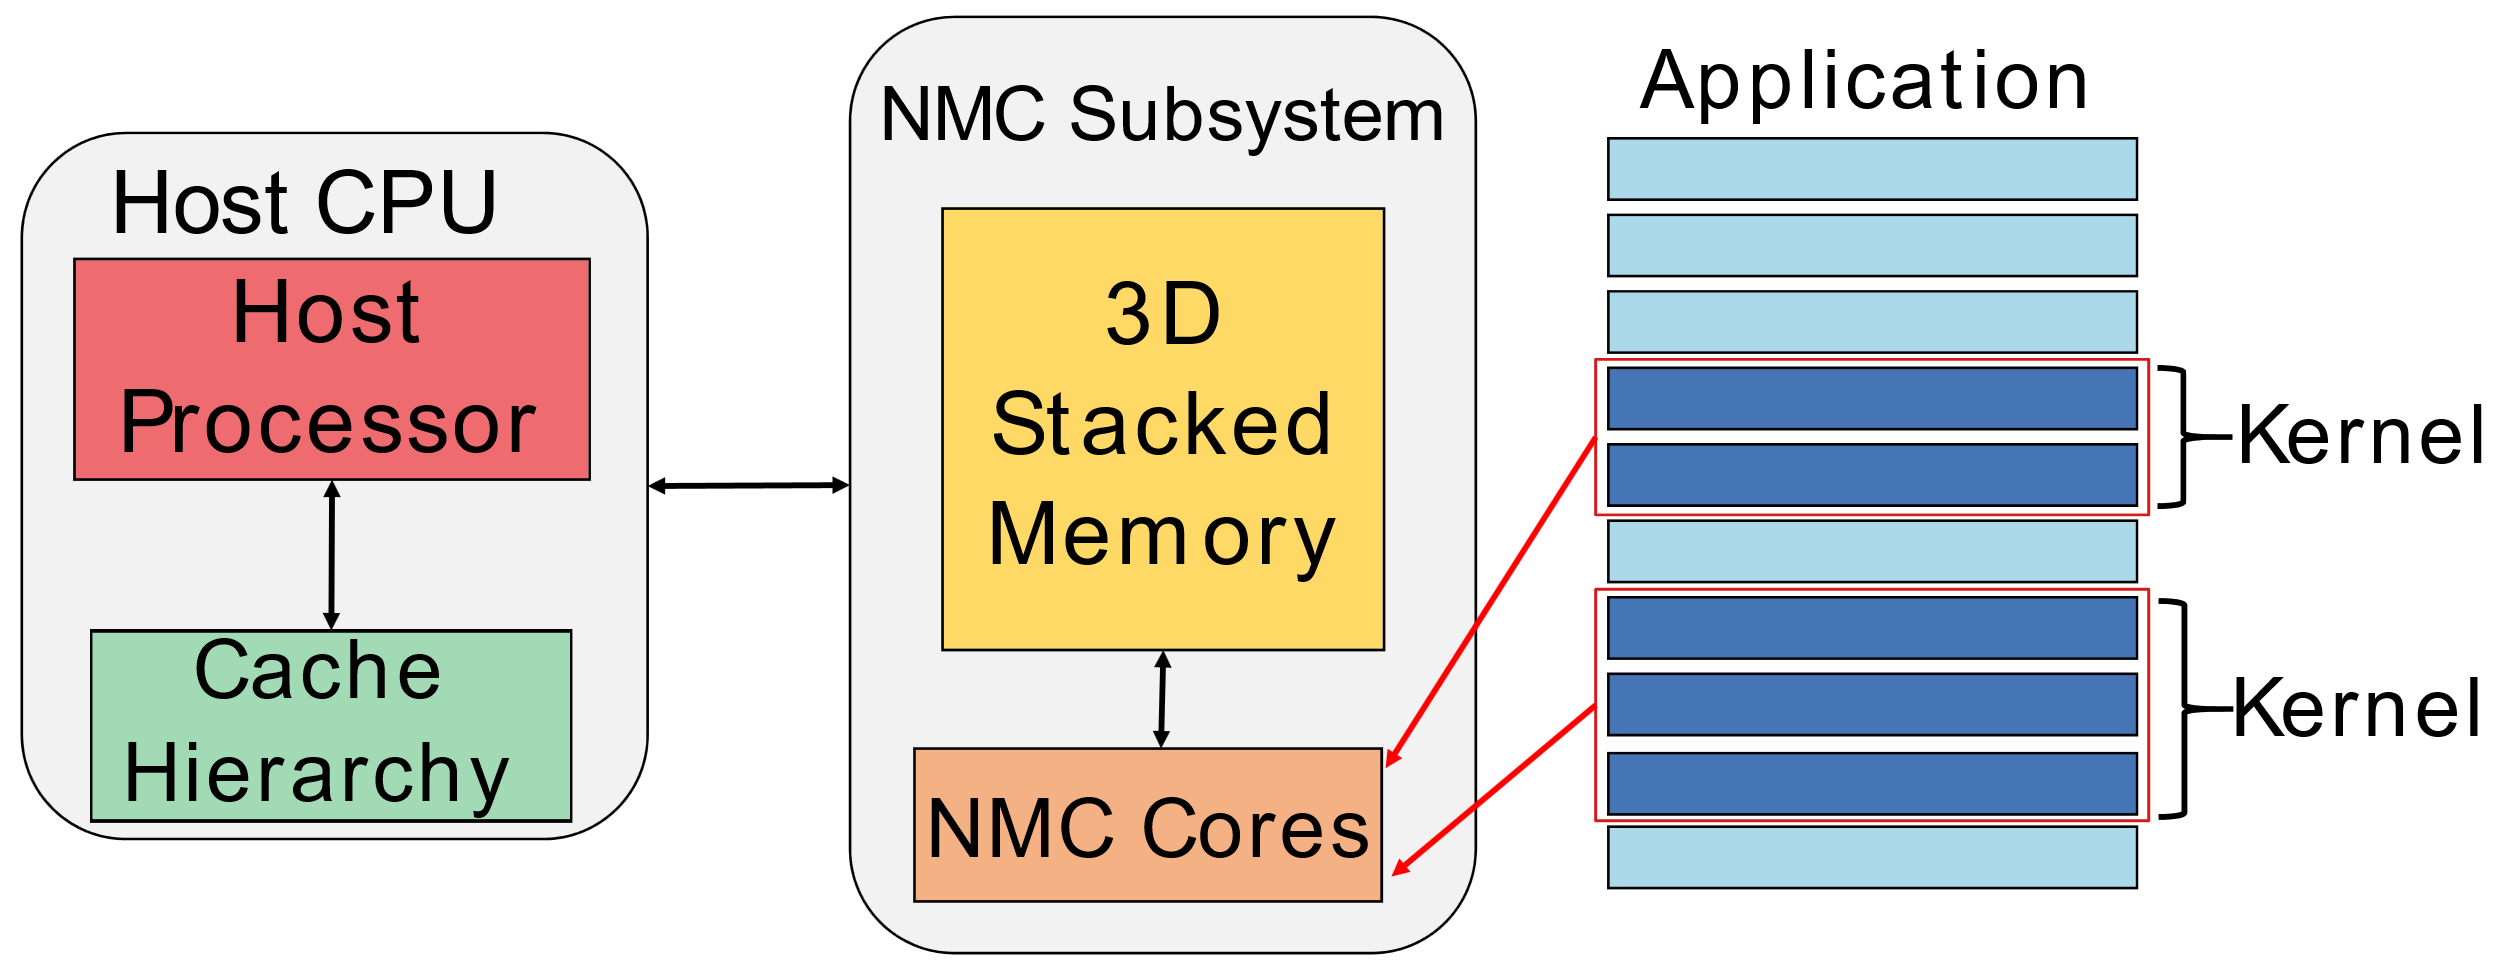 Host CPU
Host
Processor
Cache
Hierarchy
NMC Subsystem
3D
Stacked
Memory
NMC Cores
Application
Kernel
Kernel